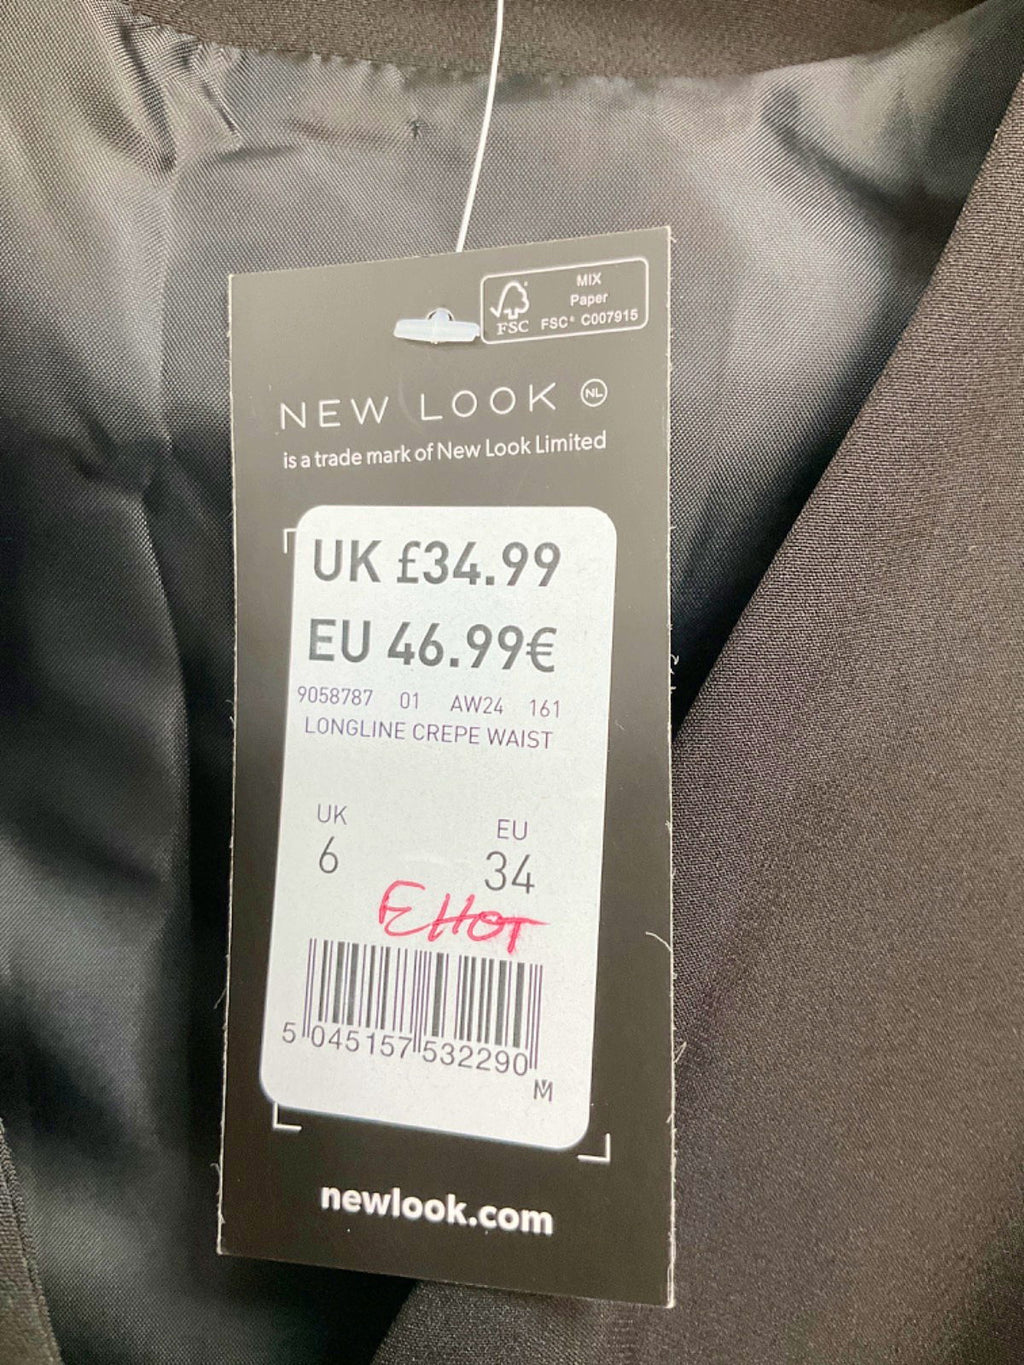 MIX
Paper
FSC FSC® C007915
NEW LOOK NL
is a trade mark of New Look Limited
UK £34.99
EU 46.99€
9058787 01 AW24 161
LONGLINE CREPE WAIST
UK EU
6 34
5 045157 532290
M
newlook.com